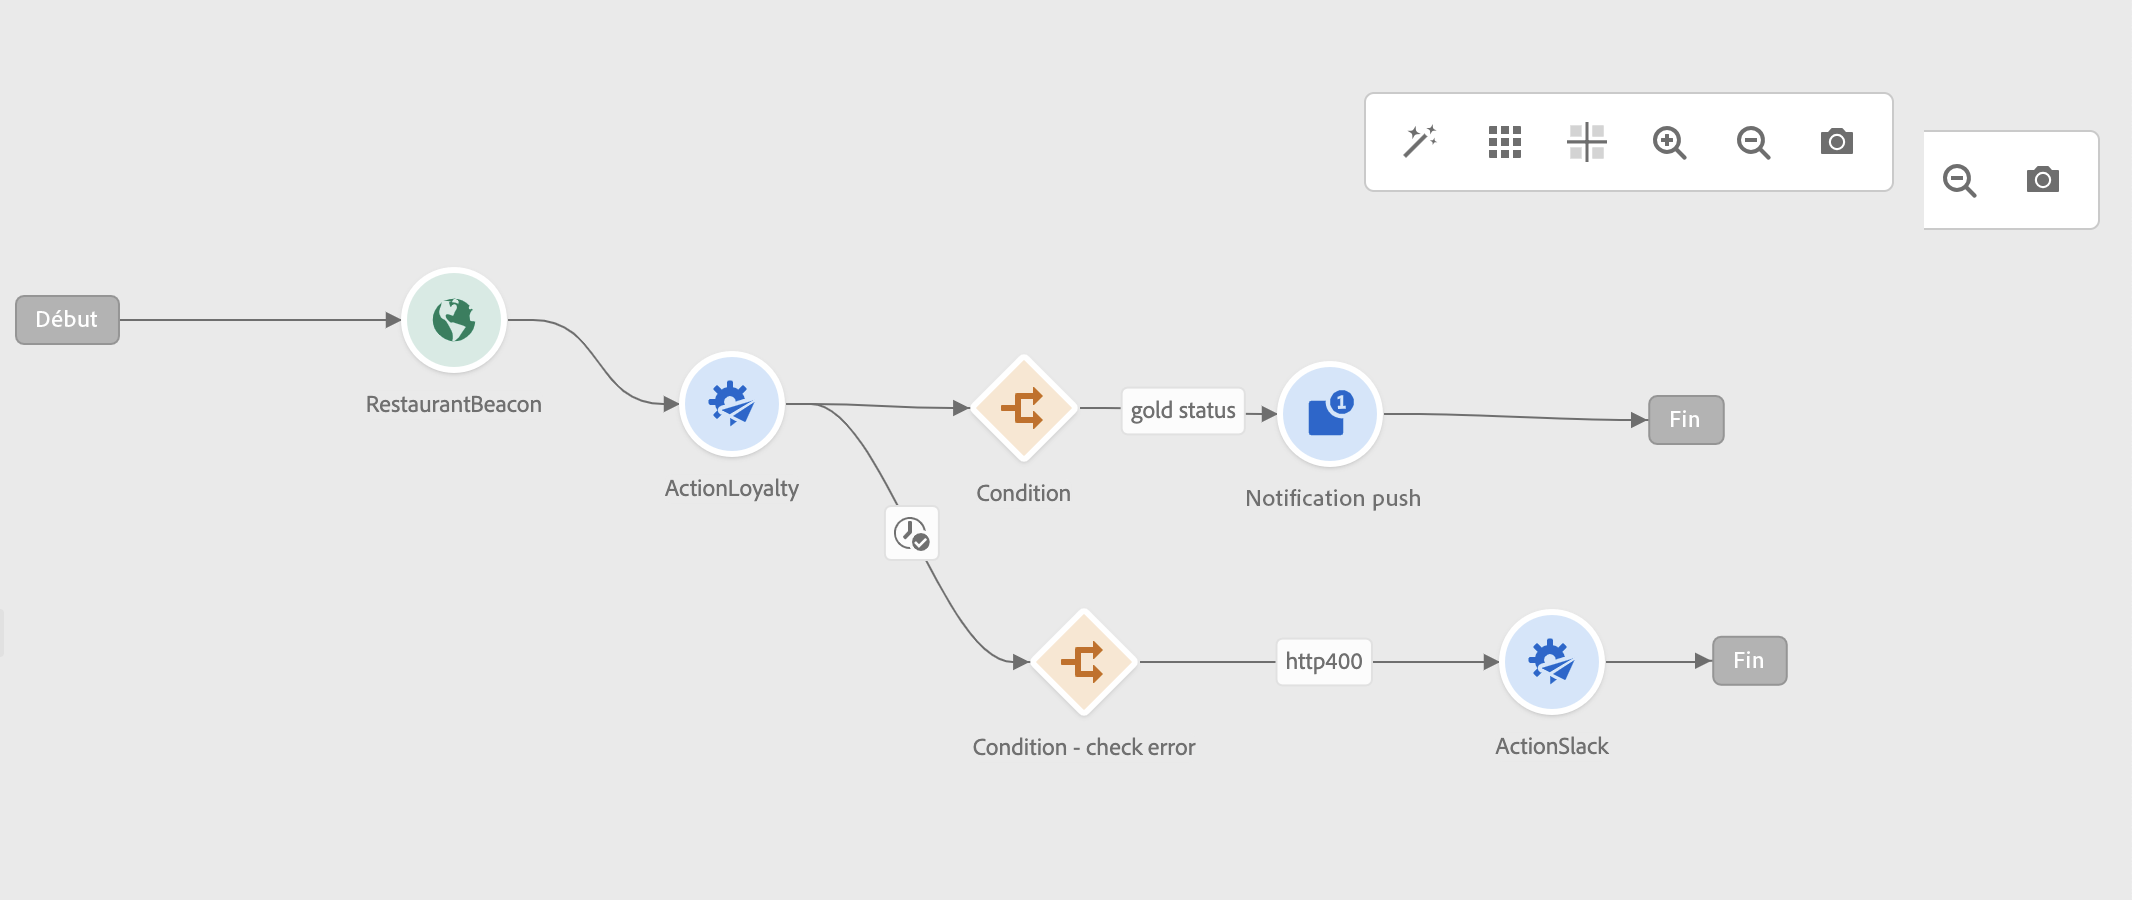 Début
RestaurantBeacon
ActionLoyalty
Condition
gold status
1
Notification push
Fin
Condition - check error
http400
ActionSlack
Fin